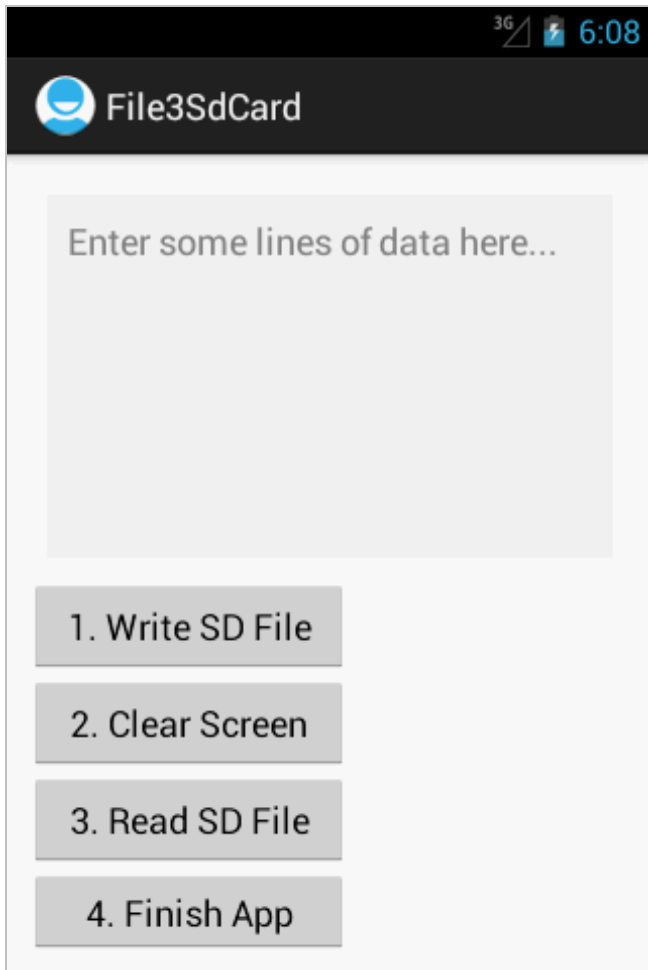 3G 6:08
File3SdCard
Enter some lines of data here...
1. Write SD File
2. Clear Screen
3. Read SD File
4. Finish App